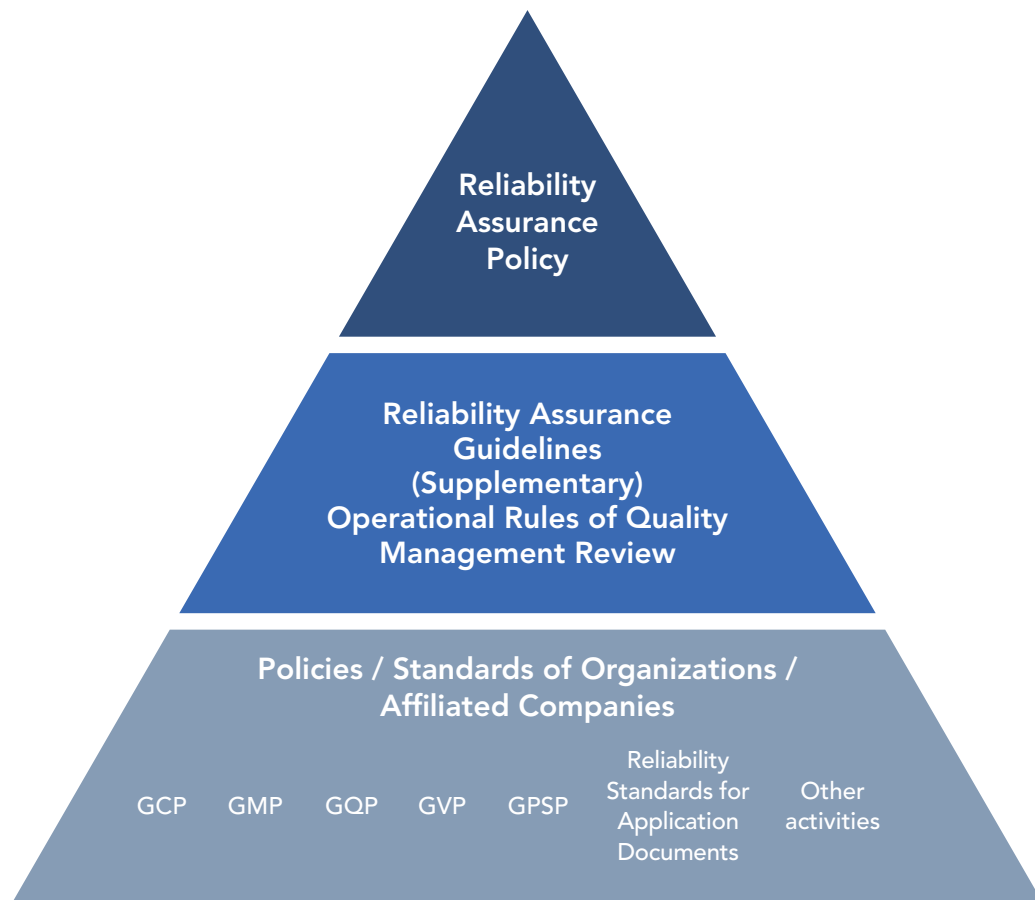 Reliability
Assurance
Policy
Reliability Assurance
Guidelines
(Supplementary)
Operational Rules of Quality
Management Review
Policies / Standards of Organizations /
Affiliated Companies
GCP
GMP
GQP
GVP
GPSP
Reliability
Standards for
Application
Documents
Other
activities